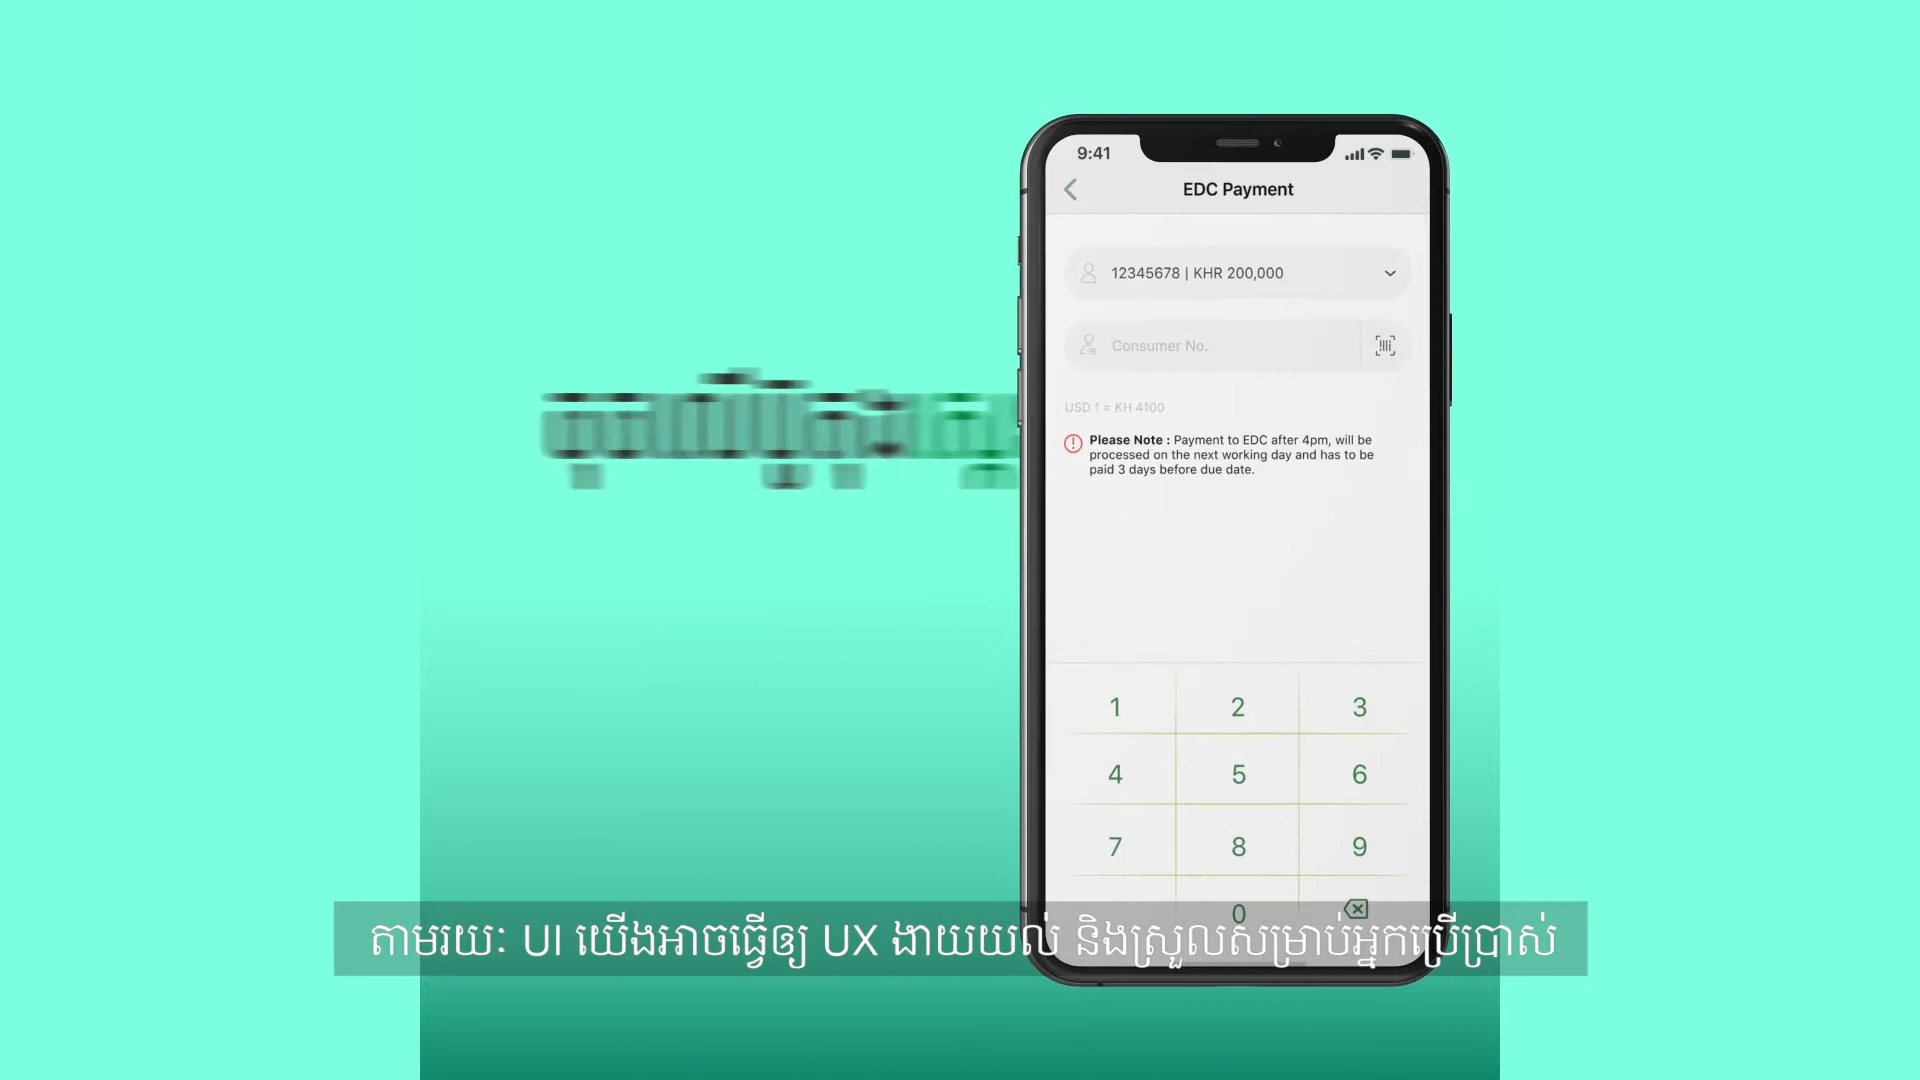 9:41
EDC Payment
12345678 | KHR 200,000
Consumer No.
USD 1 = KH 4100
Please Note : Payment to EDC after 4pm, will be
processed on the next working day and has to be
paid 3 days before due date.
1 2 3
4 5 6
7 8 9
0
តាមរយៈ UI យើងអាចធ្វើឲ្យ UX ងាយយល់ និងស្រួលសម្រាប់អ្នកប្រើប្រាស់